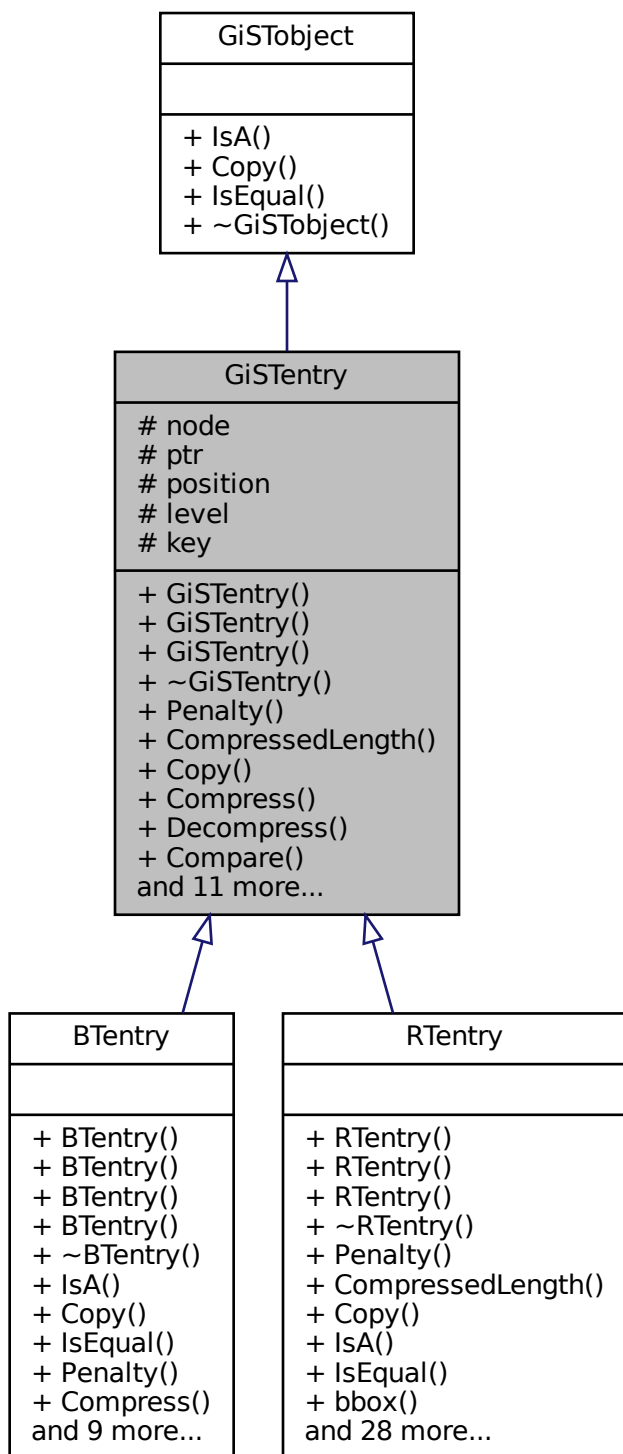 GiSTobject
+ IsA()
+ Copy()
+ IsEqual()
+ ~GiSTobject()
GiSTentry
# node
# ptr
# position
# level
# key
+ GiSTentry()
+ GiSTentry()
+ GiSTentry()
+ ~GiSTentry()
+ Penalty()
+ CompressedLength()
+ Copy()
+ Compress()
+ Decompress()
+ Compare()
and 11 more...
BTentry
+ BTentry()
+ BTentry()
+ BTentry()
+ BTentry()
+ ~BTentry()
+ IsA()
+ Copy()
+ IsEqual()
+ Penalty()
+ Compress()
and 9 more...
RTentry
+ RTentry()
+ RTentry()
+ RTentry()
+ ~RTentry()
+ Penalty()
+ CompressedLength()
+ Copy()
+ IsA()
+ IsEqual()
+ bbox()
and 28 more...